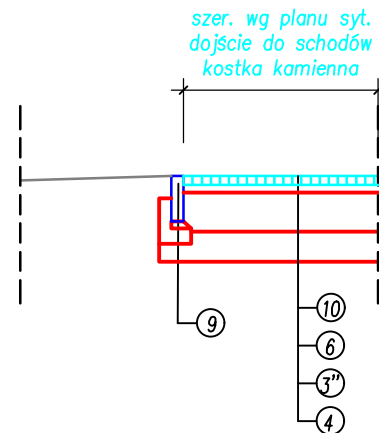 szer. wg planu syt.
dojście do schodów
kostka kamienna
10
9
6
3"
4